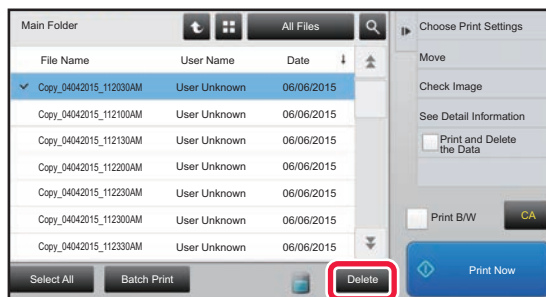 Main Folder
All Files
File Name User Name Date
Copy_04042015_112030AM User Unknown 06/06/2015
Copy_04042015_112100AM User Unknown 06/06/2015
Copy_04042015_112130AM User Unknown 06/06/2015
Copy_04042015_112200AM User Unknown 06/06/2015
Copy_04042015_112230AM User Unknown 06/06/2015
Copy_04042015_112300AM User Unknown 06/06/2015
Copy_04042015_112330AM User Unknown 06/06/2015
Select All Batch Print Delete
Choose Print Settings
Move
Check Image
See Detail Information
Print and Delete
the Data
Print B/W CA
Print Now